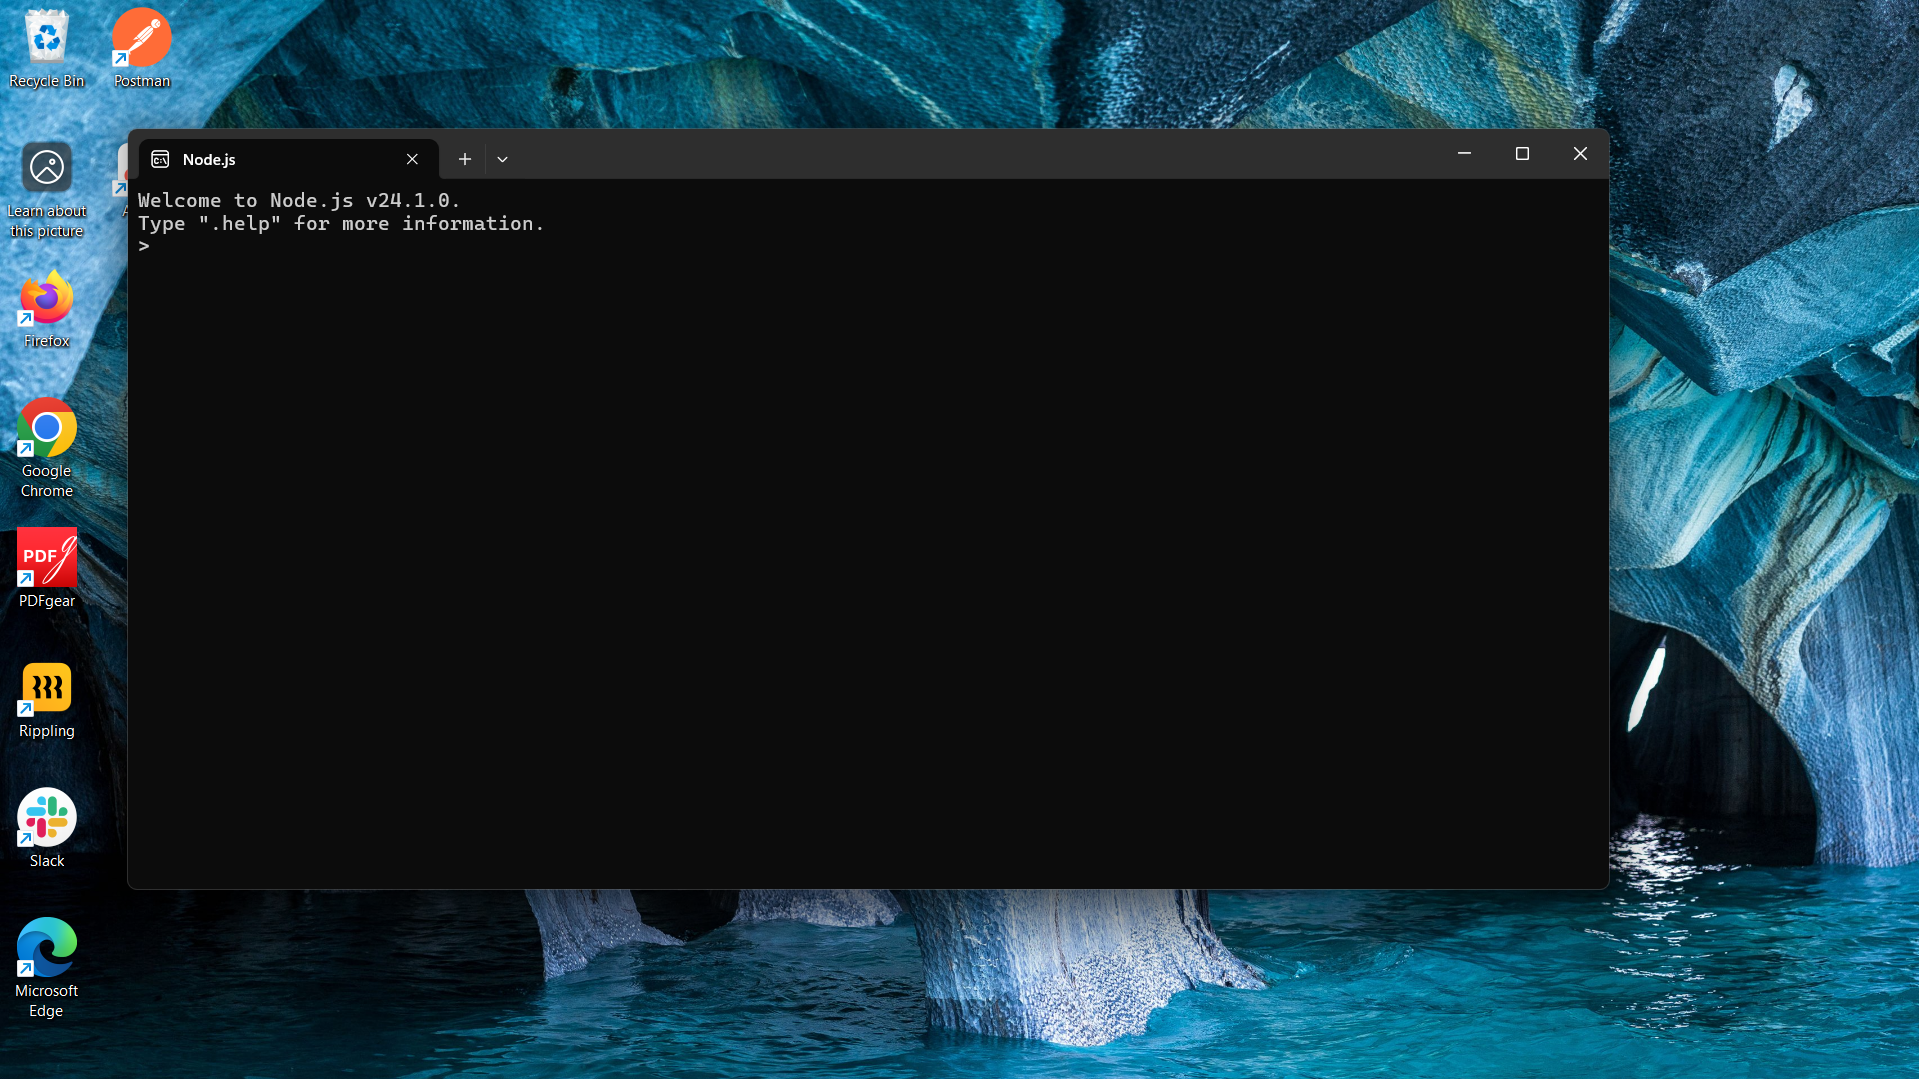 Recycle Bin
Postman
Learn about
this picture
A
Firefox
Google
Chrome
PDF
PDFgear
Rippling
Slack
Microsoft
Edge
C:\ Node.js
Welcome to Node.js v24.1.0.
Type ".help" for more information.
>